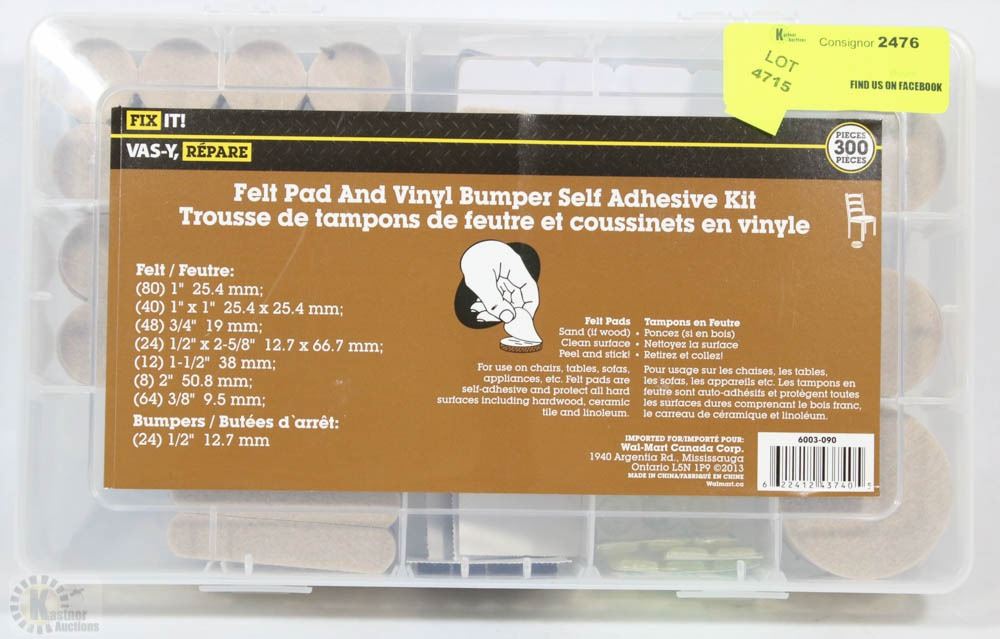 Kastner Auctions
Consignor 2476
LOT
4715
FIND US ON FACEBOOK
FIX IT!
VAS-Y, RÉPARE
PIECES
300
PIÈCES
Felt Pad And Vinyl Bumper Self Adhesive Kit
Trousse de tampons de feutre et coussinets en vinyle
Felt / Feutre:
(80) 1" 25.4 mm;
(40) 1" x 1" 25.4 x 25.4 mm;
(48) 3/4" 19 mm;
(24) 1/2" x 2-5/8" 12.7 x 66.7 mm;
(12) 1-1/2" 38 mm;
(8) 2" 50.8 mm;
(64) 3/8" 9.5 mm;
Bumpers / Butées d`arrêt:
(24) 1/2" 12.7 mm
Felt Pads
Sand (if wood) •
Clean surface •
Peel and stick! •
For use on chairs, tables, sofas,
appliances, etc. Felt pads are
self-adhesive and protect all hard
surfaces including hardwood, ceramic
tile and linoleum.
Tampons en Feutre
Poncez (si en bois)
Nettoyez la surface
Retirez et collez!
Pour usage sur les chaises, les tables,
les sofas, les appareils etc. Les tampons en
feutre sont auto-adhésifs et protègent toutes
les surfaces dures comprenant le bois franc,
le carreau de céramique et linoléum.
IMPORTED FOR/IMPORTÉ POUR:
Wal-Mart Canada Corp.
1940 Argentia Rd., Mississauga
Ontario L5N 1P9 ©2013
MADE IN CHINA/FABRIQUÉ EN CHINE
Walmart.ca
6003-090
6 22412 43740 5
Kastner
Auctions